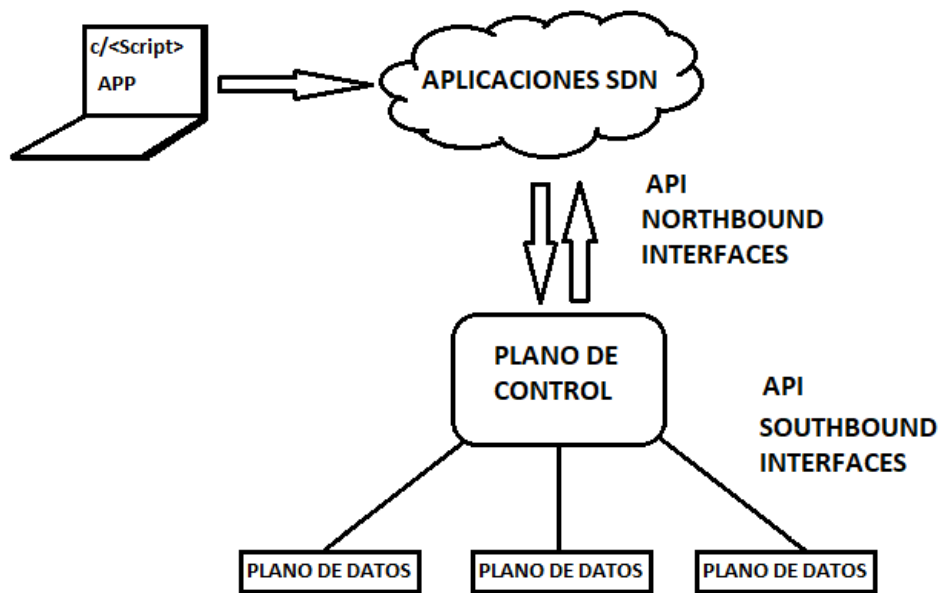 c/<Script>
APP
APLICACIONES SDN
API
NORTHBOUND
INTERFACES
PLANO DE
CONTROL
API
SOUTHBOUND
INTERFACES
PLANO DE DATOS
PLANO DE DATOS
PLANO DE DATOS